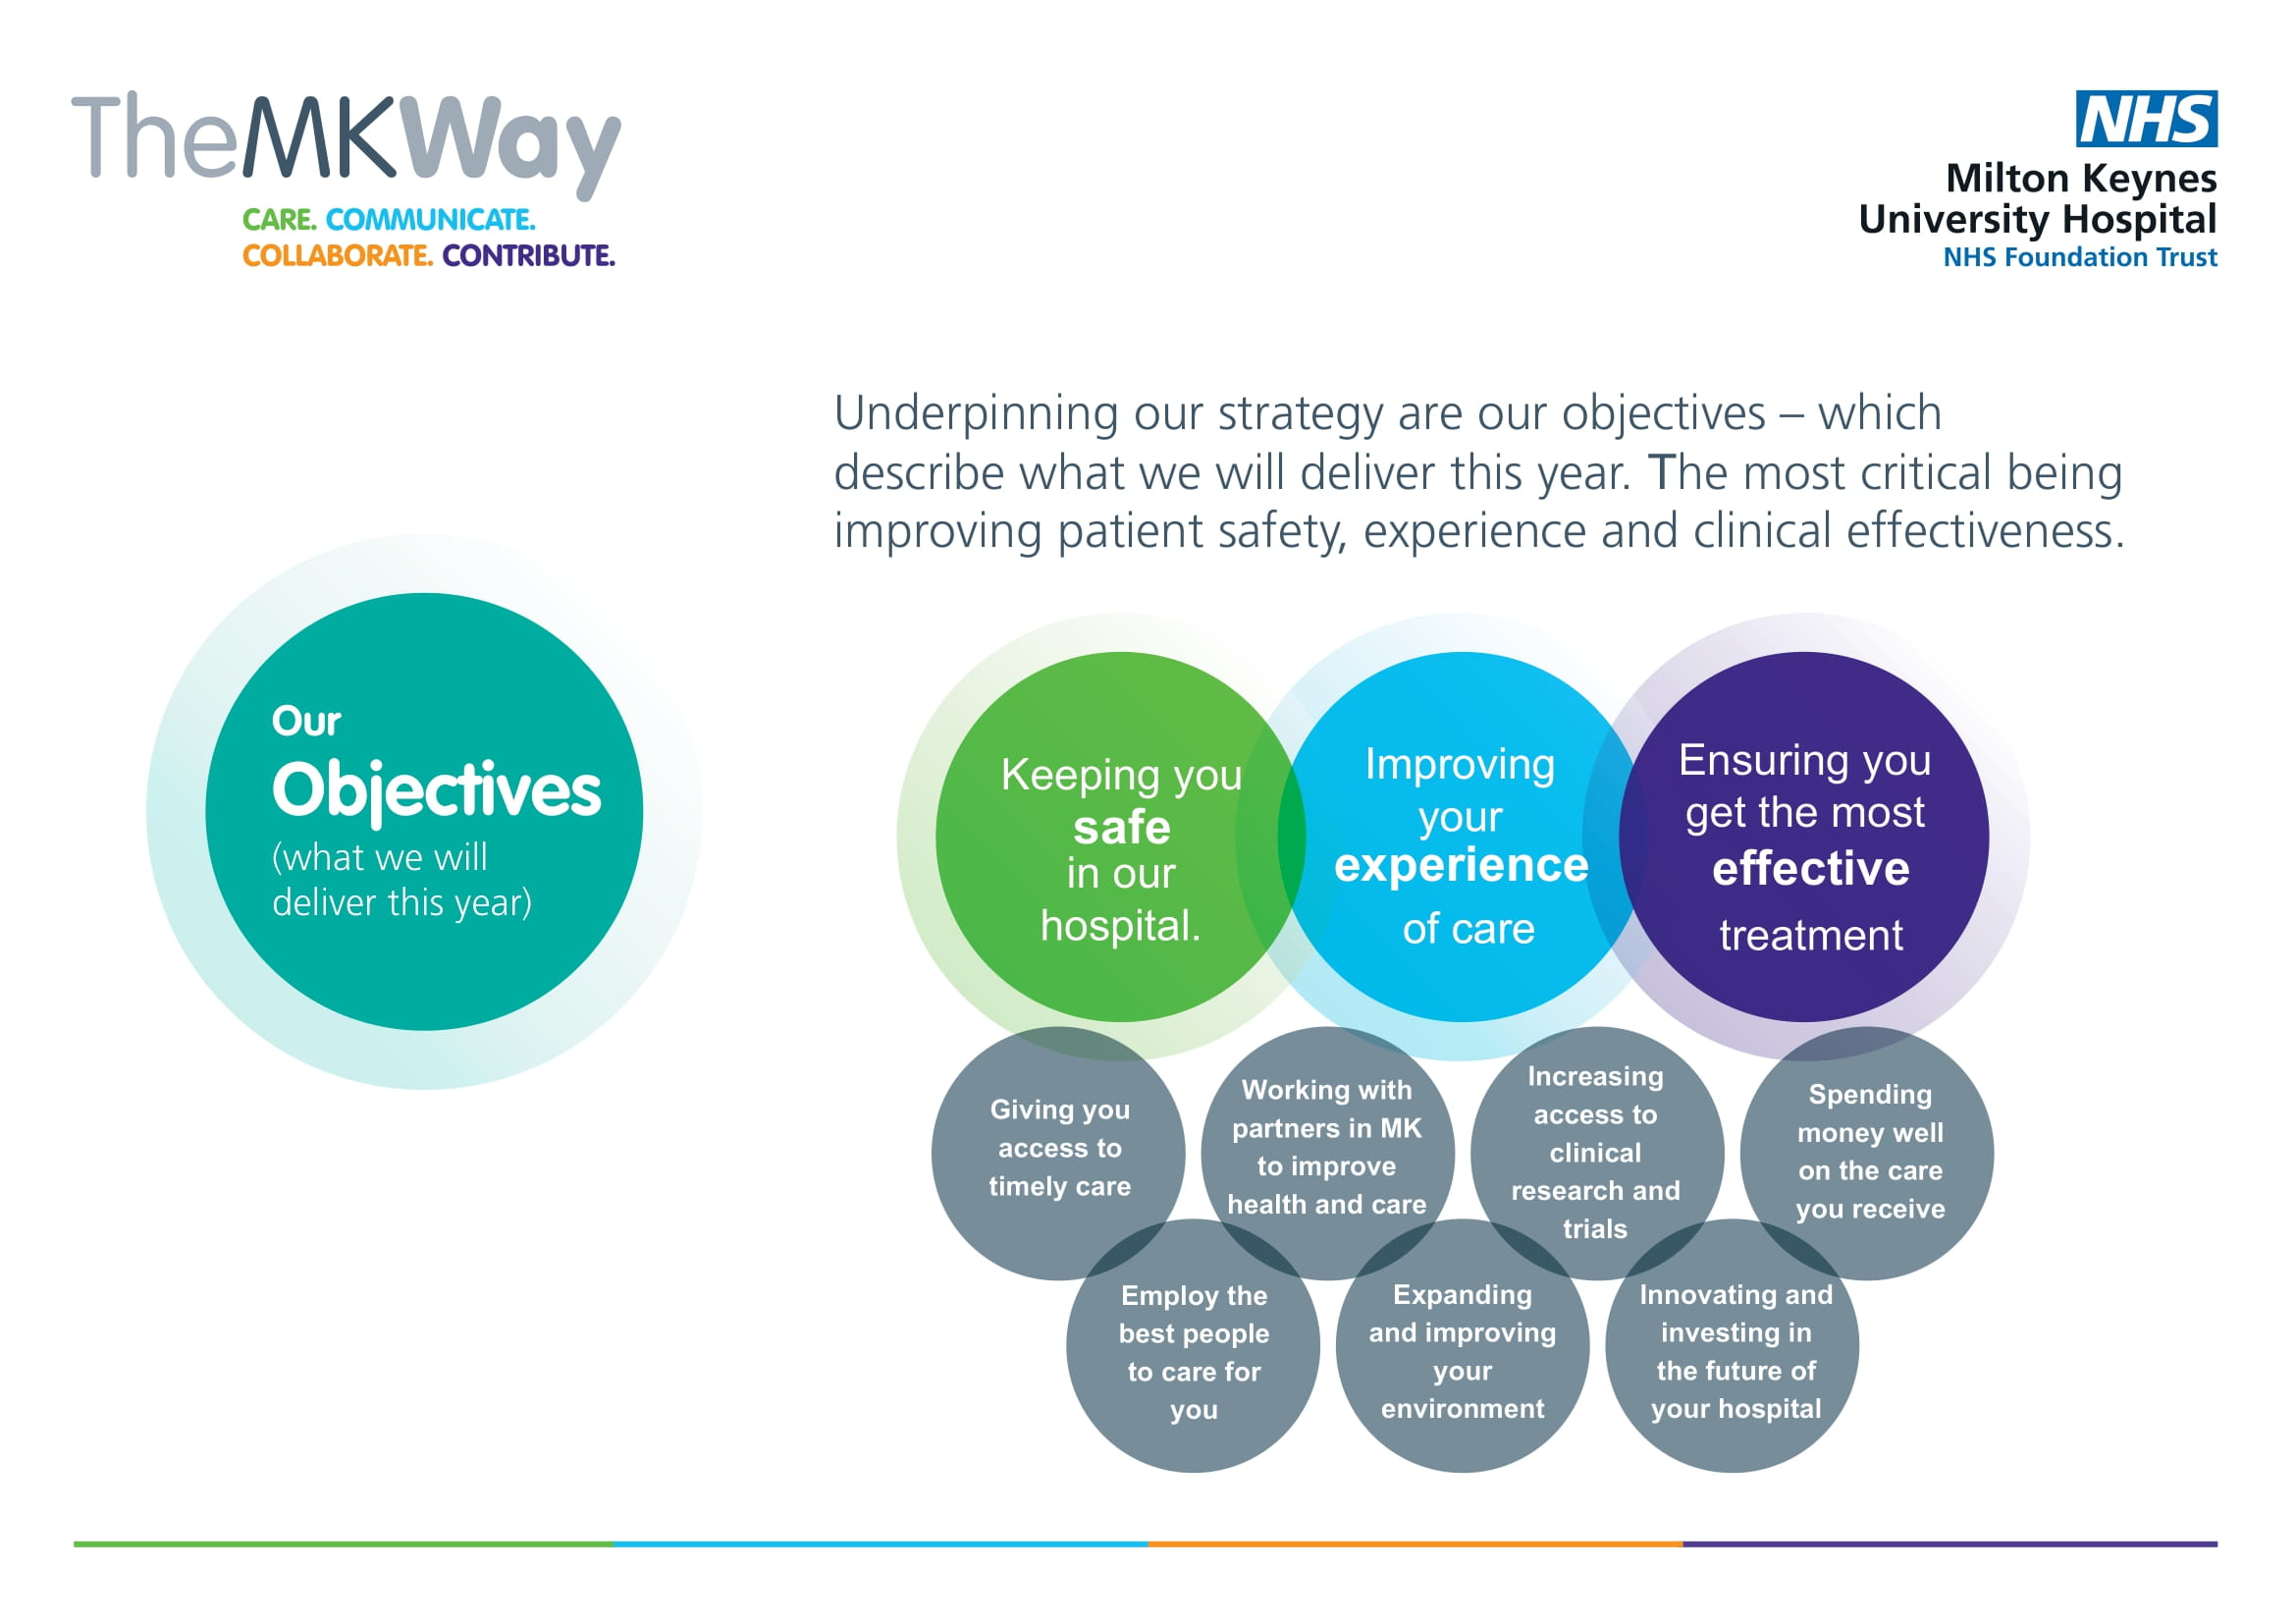 TheMKWay
CARE. COMMUNICATE.
COLLABORATE. CONTRIBUTE.
NHS
Milton Keynes
University Hospital
NHS Foundation Trust
Underpinning our strategy are our objectives – which
describe what we will deliver this year. The most critical being
improving patient safety, experience and clinical effectiveness.
Our
Objectives
(what we will
deliver this year)
Keeping you
safe
in our
hospital.
Improving
your
experience
of care
Ensuring you
get the most
effective
treatment
Giving you
access to
timely care
Working with
partners in MK
to improve
health and care
Increasing
access to
clinical
research and
trials
Spending
money well
on the care
you receive
Employ the
best people
to care for
you
Expanding
and improving
your
environment
Innovating and
investing in
the future of
your hospital